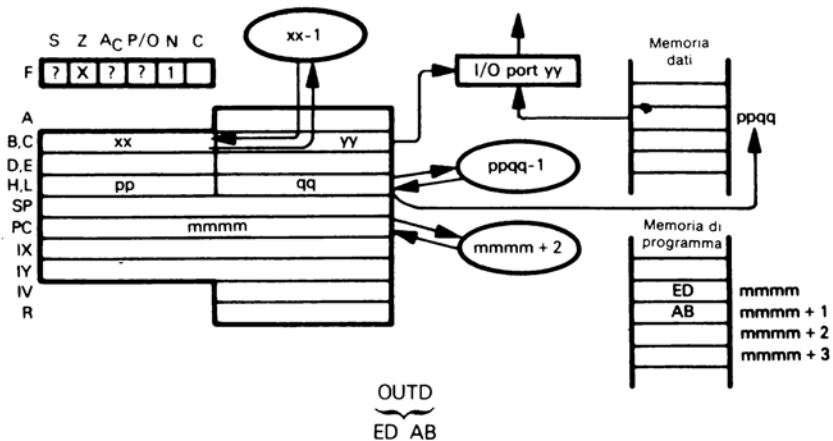 S Z AC P/O N C
F ? X ? ? 1
xx-1
I/O port yy
Memoria
dati
ppqq
A
B,C xx yy
D,E
H,L pp qq
ppqq-1
SP
PC mmmm
mmmm + 2
IX
IY
IV
R
Memoria di
programma
ED mmmm
AB mmmm + 1
mmmm + 2
mmmm + 3
OUTD
ED AB